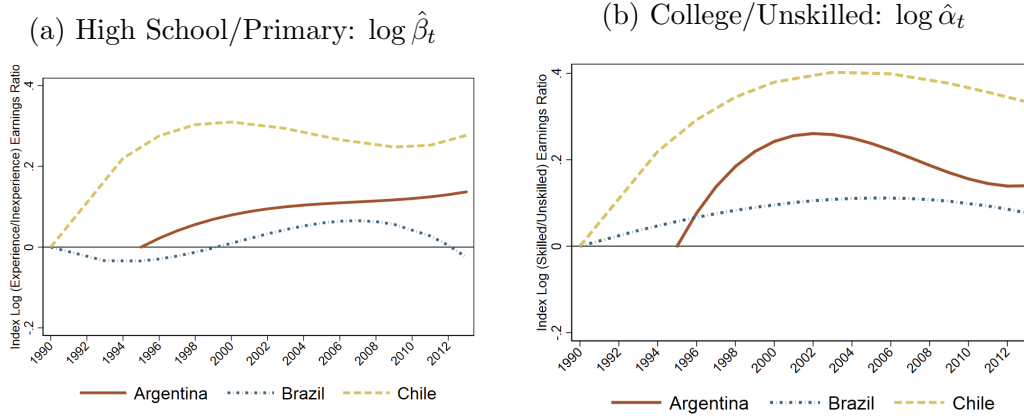 (a) High School/Primary: log β̂ₜ
Index Log (Experience/Inexperience) Earnings Ratio
.4
.2
0
-.2
1990 1992 1994 1996 1998 2000 2002 2004 2006 2008 2010 2012
Argentina Brazil Chile
(b) College/Unskilled: log α̂ₜ
Index Log (Skilled/Unskilled) Earnings Ratio
.4
.2
0
-.2
1990 1992 1994 1996 1998 2000 2002 2004 2006 2008 2010 2012
Argentina Brazil Chile